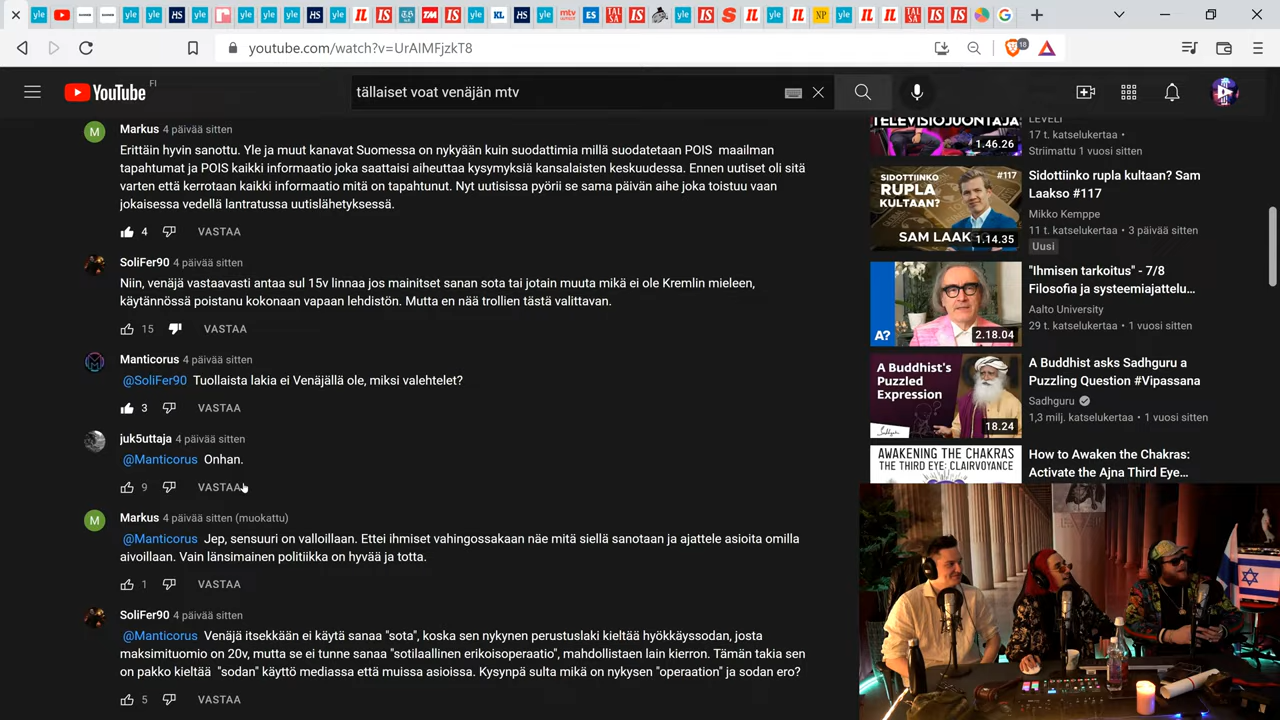 youtube.com/watch?v=UrAIMFjzkT8
18
YouTube FI
tällaiset voat venäjän mtv
Markus 4 päivää sitten
Erittäin hyvin sanottu. Yle ja muut kanavat Suomessa on nykyään kuin suodattimia millä suodatetaan POIS maailman
tapahtumat ja POIS kaikki informaatio joka saattaisi aiheuttaa kysymyksiä kansalaisten keskuudessa. Ennen uutiset oli sitä
varten että kerrotaan kaikki informaatio mitä on tapahtunut. Nyt uutisissa pyörii se sama päivän aihe joka toistuu vaan
jokaisessa vedellä lantratussa uutislähetyksessä.
4 VASTAA
SoliFer90 4 päivää sitten
Niin, venäjä vastaavasti antaa sul 15v linnaa jos mainitset sanan sota tai jotain muuta mikä ei ole Kremlin mieleen,
käytännössä poistanu kokonaan vapaan lehdistön. Mutta en nää trollien tästä valittavan.
15 VASTAA
Manticorus 4 päivää sitten
@SoliFer90 Tuollaista lakia ei Venäjällä ole, miksi valehtelet?
3 VASTAA
juk5uttaja 4 päivää sitten
@Manticorus Onhan.
9 VASTAA
Markus 4 päivää sitten (muokattu)
@Manticorus Jep, sensuuri on valloillaan. Ettei ihmiset vahingossakaan näe mitä siellä sanotaan ja ajattele asioita omilla
aivoillaan. Vain länsimainen politiikka on hyvää ja totta.
1 VASTAA
SoliFer90 4 päivää sitten
@Manticorus Venäjä itsekkään ei käytä sanaa "sota", koska sen nykynen perustuslaki kieltää hyökkäyssodan, josta
maksimituomio on 20v, mutta se ei tunne sanaa "sotilaallinen erikoisoperaatio", mahdollistaen lain kierron. Tämän takia sen
on pakko kieltää "sodan" käyttö mediassa että muissa asioissa. Kysynpä sulta mikä on nykysen "operaation" ja sodan ero?
5 VASTAA
TELEVISIOJUONTAJA
1.46.26
LEVELI
17 t. katselukertaa •
Striimattu 1 vuosi sitten
SIDOTTIINKO
RUPLA
KULTAAN?
#117
SAM LAAK
1.14.35
Sidottiinko rupla kultaan? Sam
Laakso #117
Mikko Kemppe
11 t. katselukertaa • 3 päivää sitten
Uusi
A?
2.18.04
"Ihmisen tarkoitus" - 7/8
Filosofia ja systeemiajattelu...
Aalto University
29 t. katselukertaa • 1 vuosi sitten
A Buddhist's
Puzzled
Expression
18.24
A Buddhist asks Sadhguru a
Puzzling Question #Vipassana
Sadhguru
1,3 milj. katselukertaa • 1 vuosi sitten
AWAKENING THE CHAKRAS
THE THIRD EYE: CLAIRVOYANCE
How to Awaken the Chakras:
Activate the Ajna Third Eye...